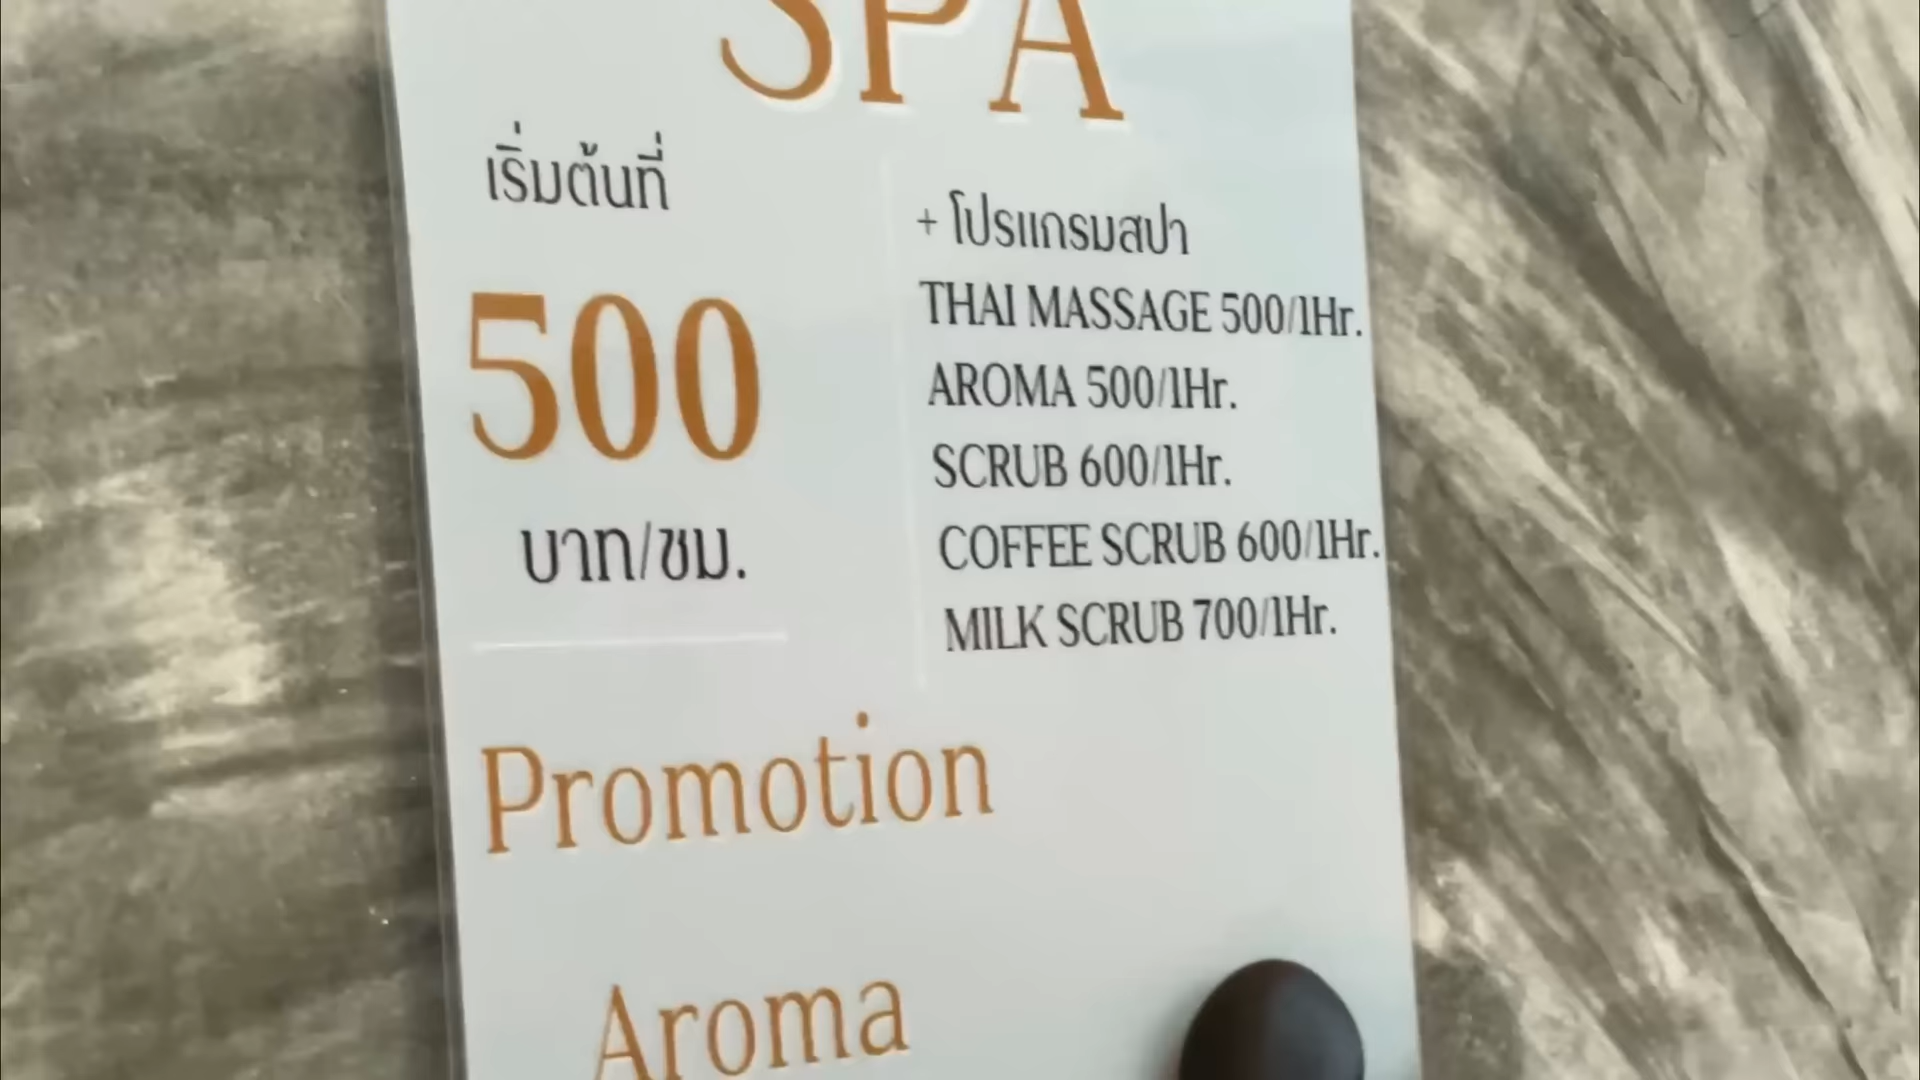 SPA
เริ่มต้นที่
500
บาท/ชม.
+ โปรแกรมสปา
THAI MASSAGE 500/1Hr.
AROMA 500/1Hr.
SCRUB 600/1Hr.
COFFEE SCRUB 600/1Hr.
MILK SCRUB 700/1Hr.
Promotion
Aroma